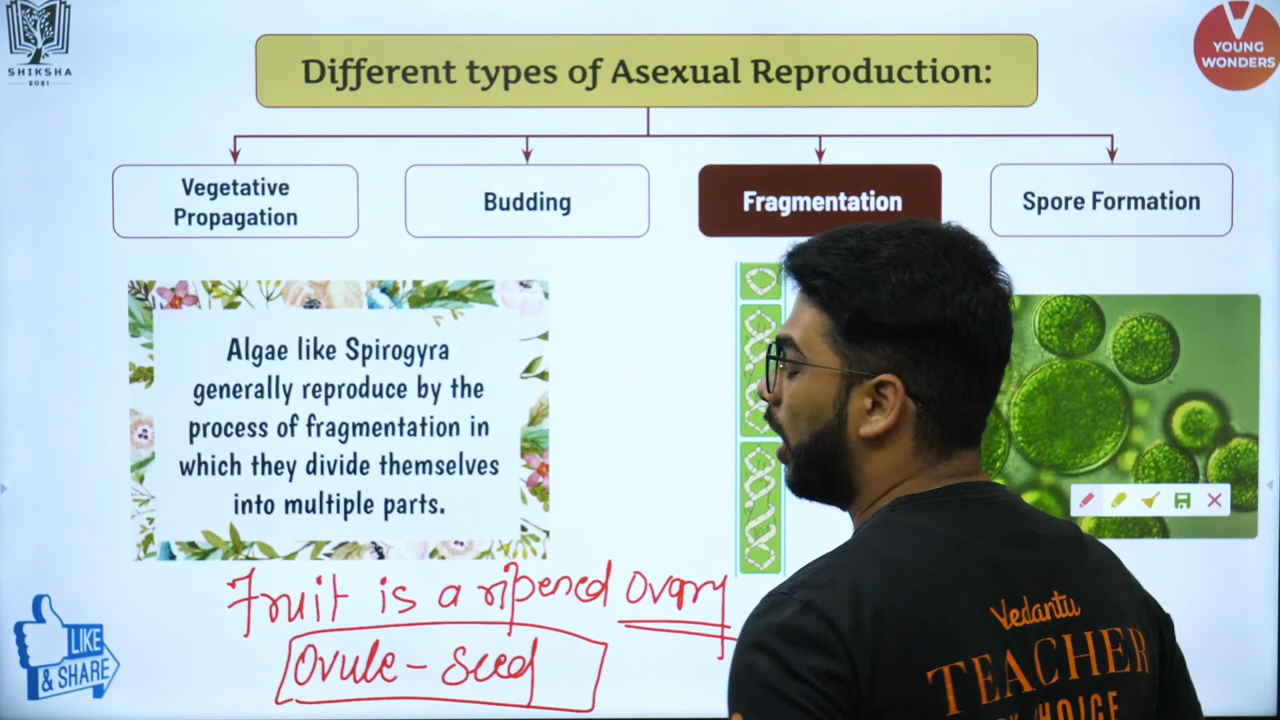 SHIKSHA
YOUNG
WONDERS
Different types of Asexual Reproduction:
Vegetative
Propagation
Budding
Fragmentation
Spore Formation
Algae like Spirogyra
generally reproduce by the
process of fragmentation in
which they divide themselves
into multiple parts.
Fruit is a ripened Ovary
Ovule - seed
LIKE
& SHARE
Vedantu
TEACHER
CHOICE